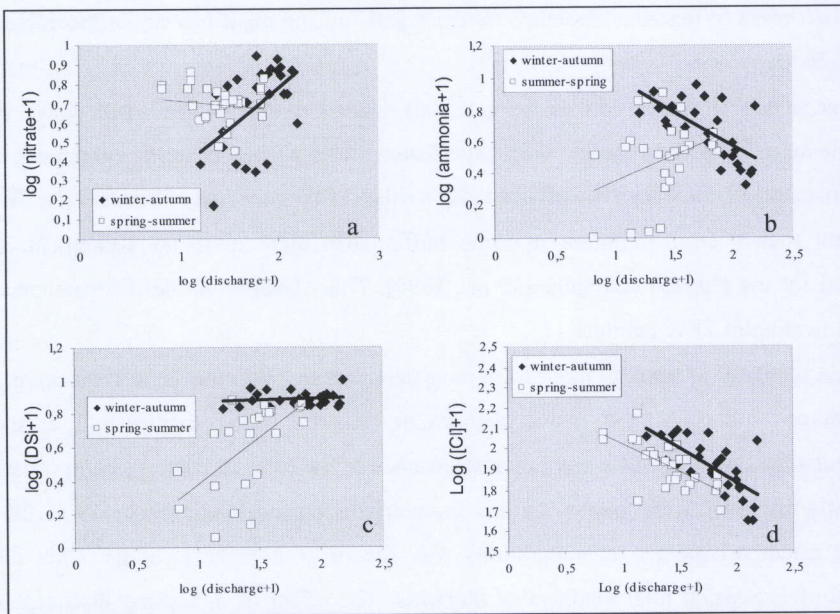 1
0,9
0,8
0,7
0,6
0,5
0,4
0,3
0,2
0,1
0
log (nitrate+1)
winter-autumn
spring-summer
a
0
1
2
3
log (discharge+1)
1,2
1
0,8
0,6
0,4
0,2
0
log (ammonia+1)
winter-autumn
summer-spring
b
0
0,5
1
1,5
2
2,5
log (discharge+1)
1,2
1
0,8
0,6
0,4
0,2
0
log (DSi+1)
winter-autumn
spring-summer
c
0
0,5
1
1,5
2
2,5
log (discharge+1)
2,5
2,4
2,3
2,2
2,1
2
1,9
1,8
1,7
1,6
1,5
Log ([Cl]+1)
winter-autumn
spring-summer
d
0
0,5
1
1,5
2
2,5
Log (discharge+1)